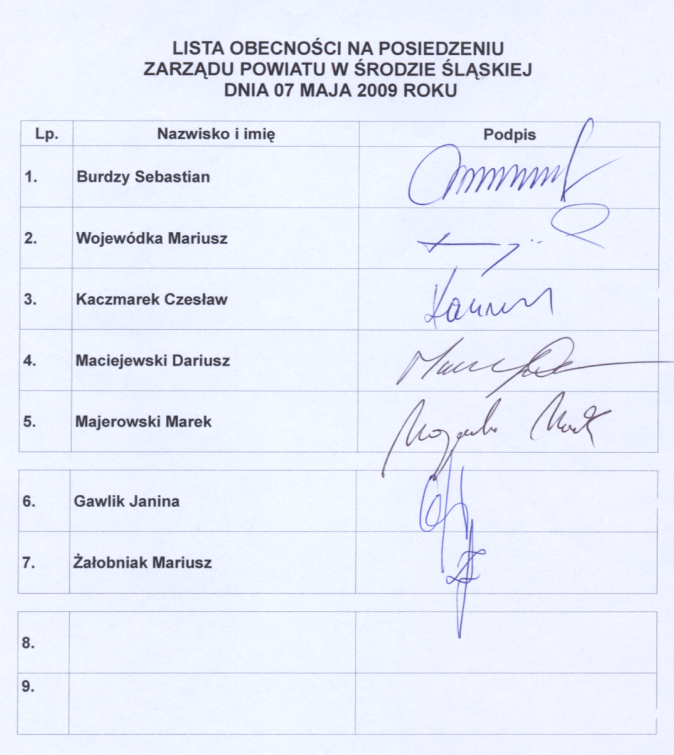 LISTA OBECNOŚCI NA POSIEDZENIU
ZARZĄDU POWIATU W ŚRODZIE ŚLĄSKIEJ
DNIA 07 MAJA 2009 ROKU
Lp. Nazwisko i imię Podpis
1. Burdzy Sebastian
2. Wojewódka Mariusz
3. Kaczmarek Czesław
4. Maciejewski Dariusz
5. Majerowski Marek
6. Gawlik Janina
7. Żałobniak Mariusz
8.
9.